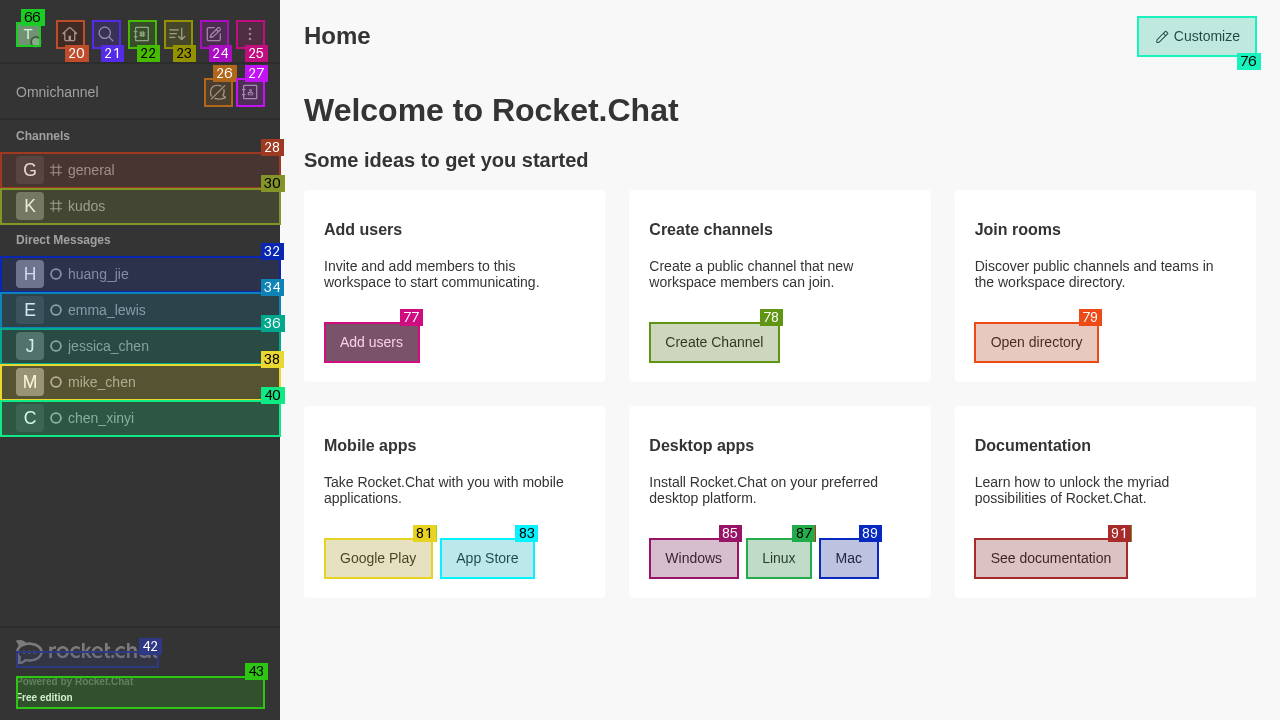 66
T
20
21
22
23
24
25
Omnichannel
26
27
Channels
28
G general
30
K kudos
Direct Messages
32
H huang_jie
34
E emma_lewis
36
J jessica_chen
38
M mike_chen
40
C chen_xinyi
42
rocket.chat
43
Powered by Rocket.Chat
Free edition
Home
Customize
76
Welcome to Rocket.Chat
Some ideas to get you started
Add users
Invite and add members to this
workspace to start communicating.
77
Add users
Create channels
Create a public channel that new
workspace members can join.
78
Create Channel
Join rooms
Discover public channels and teams in
the workspace directory.
79
Open directory
Mobile apps
Take Rocket.Chat with you with mobile
applications.
81
Google Play
83
App Store
Desktop apps
Install Rocket.Chat on your preferred
desktop platform.
85
Windows
87
Linux
89
Mac
Documentation
Learn how to unlock the myriad
possibilities of Rocket.Chat.
91
See documentation